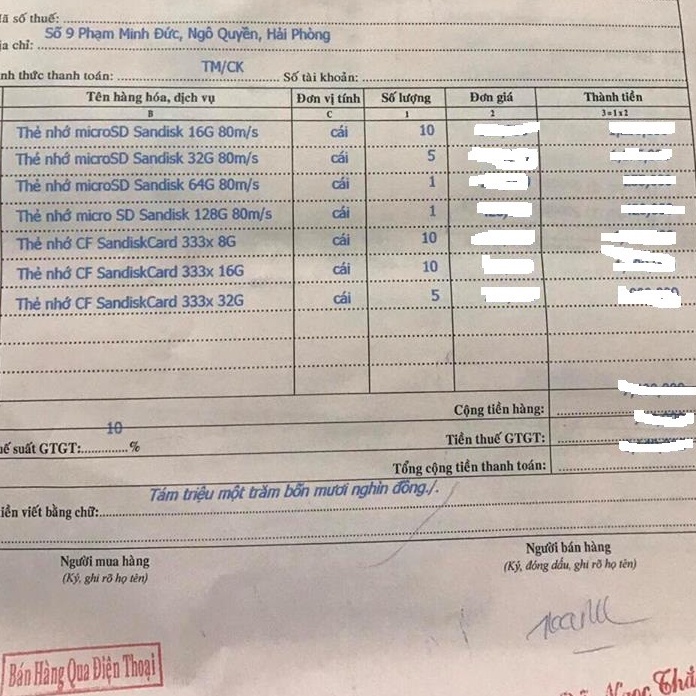 ã số thuế:
Số 9 Phạm Minh Đức, Ngô Quyền, Hải Phòng
ịa chỉ:
TM/CK
nh thức thanh toán: Số tài khoản:
Tên hàng hóa, dịch vụ Đơn vị tính Số lượng Đơn giá Thành tiền
B C 1 2 3=1x2
Thẻ nhớ microSD Sandisk 16G 80m/s cái 10
Thẻ nhớ microSD Sandisk 32G 80m/s cái 5
Thẻ nhớ microSD Sandisk 64G 80m/s cái 1
Thẻ nhớ micro SD Sandisk 128G 80m/s cái 1
Thẻ nhớ CF SandiskCard 333x 8G cái 10
Thẻ nhớ CF SandiskCard 333x 16G cái 10
Thẻ nhớ CF SandiskCard 333x 32G cái 5
Cộng tiền hàng:
10
uế suất GTGT:............% Tiền thuế GTGT:
Tổng cộng tiền thanh toán:
Tám triệu một trăm bốn mươi nghìn đồng./.
iền viết bằng chữ:
Người mua hàng Người bán hàng
(Ký, ghi rõ họ tên) (Ký, đóng dấu, ghi rõ họ tên)
Bán Hàng Qua Điện Thoại
Ngọc